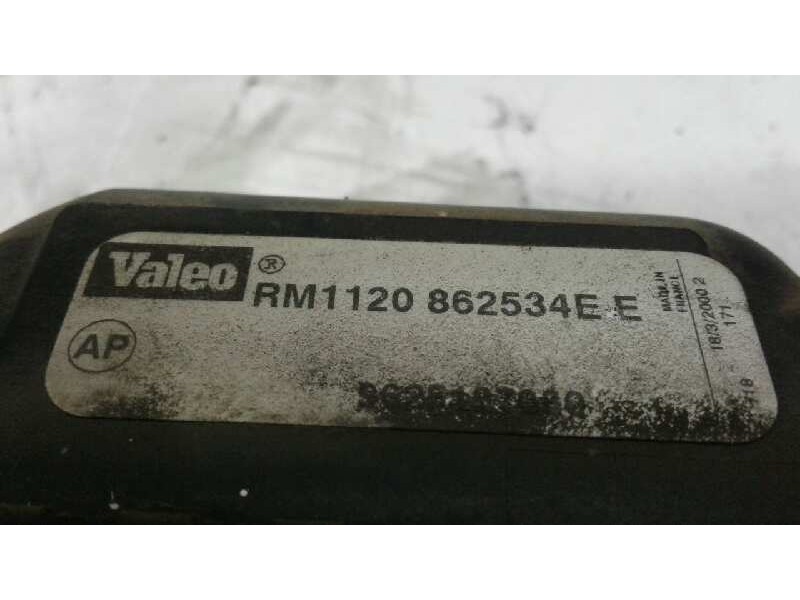 Valeo ®
RM1120 862534E E
AP
MADE IN
FRANCE
18/3/2000 2
171